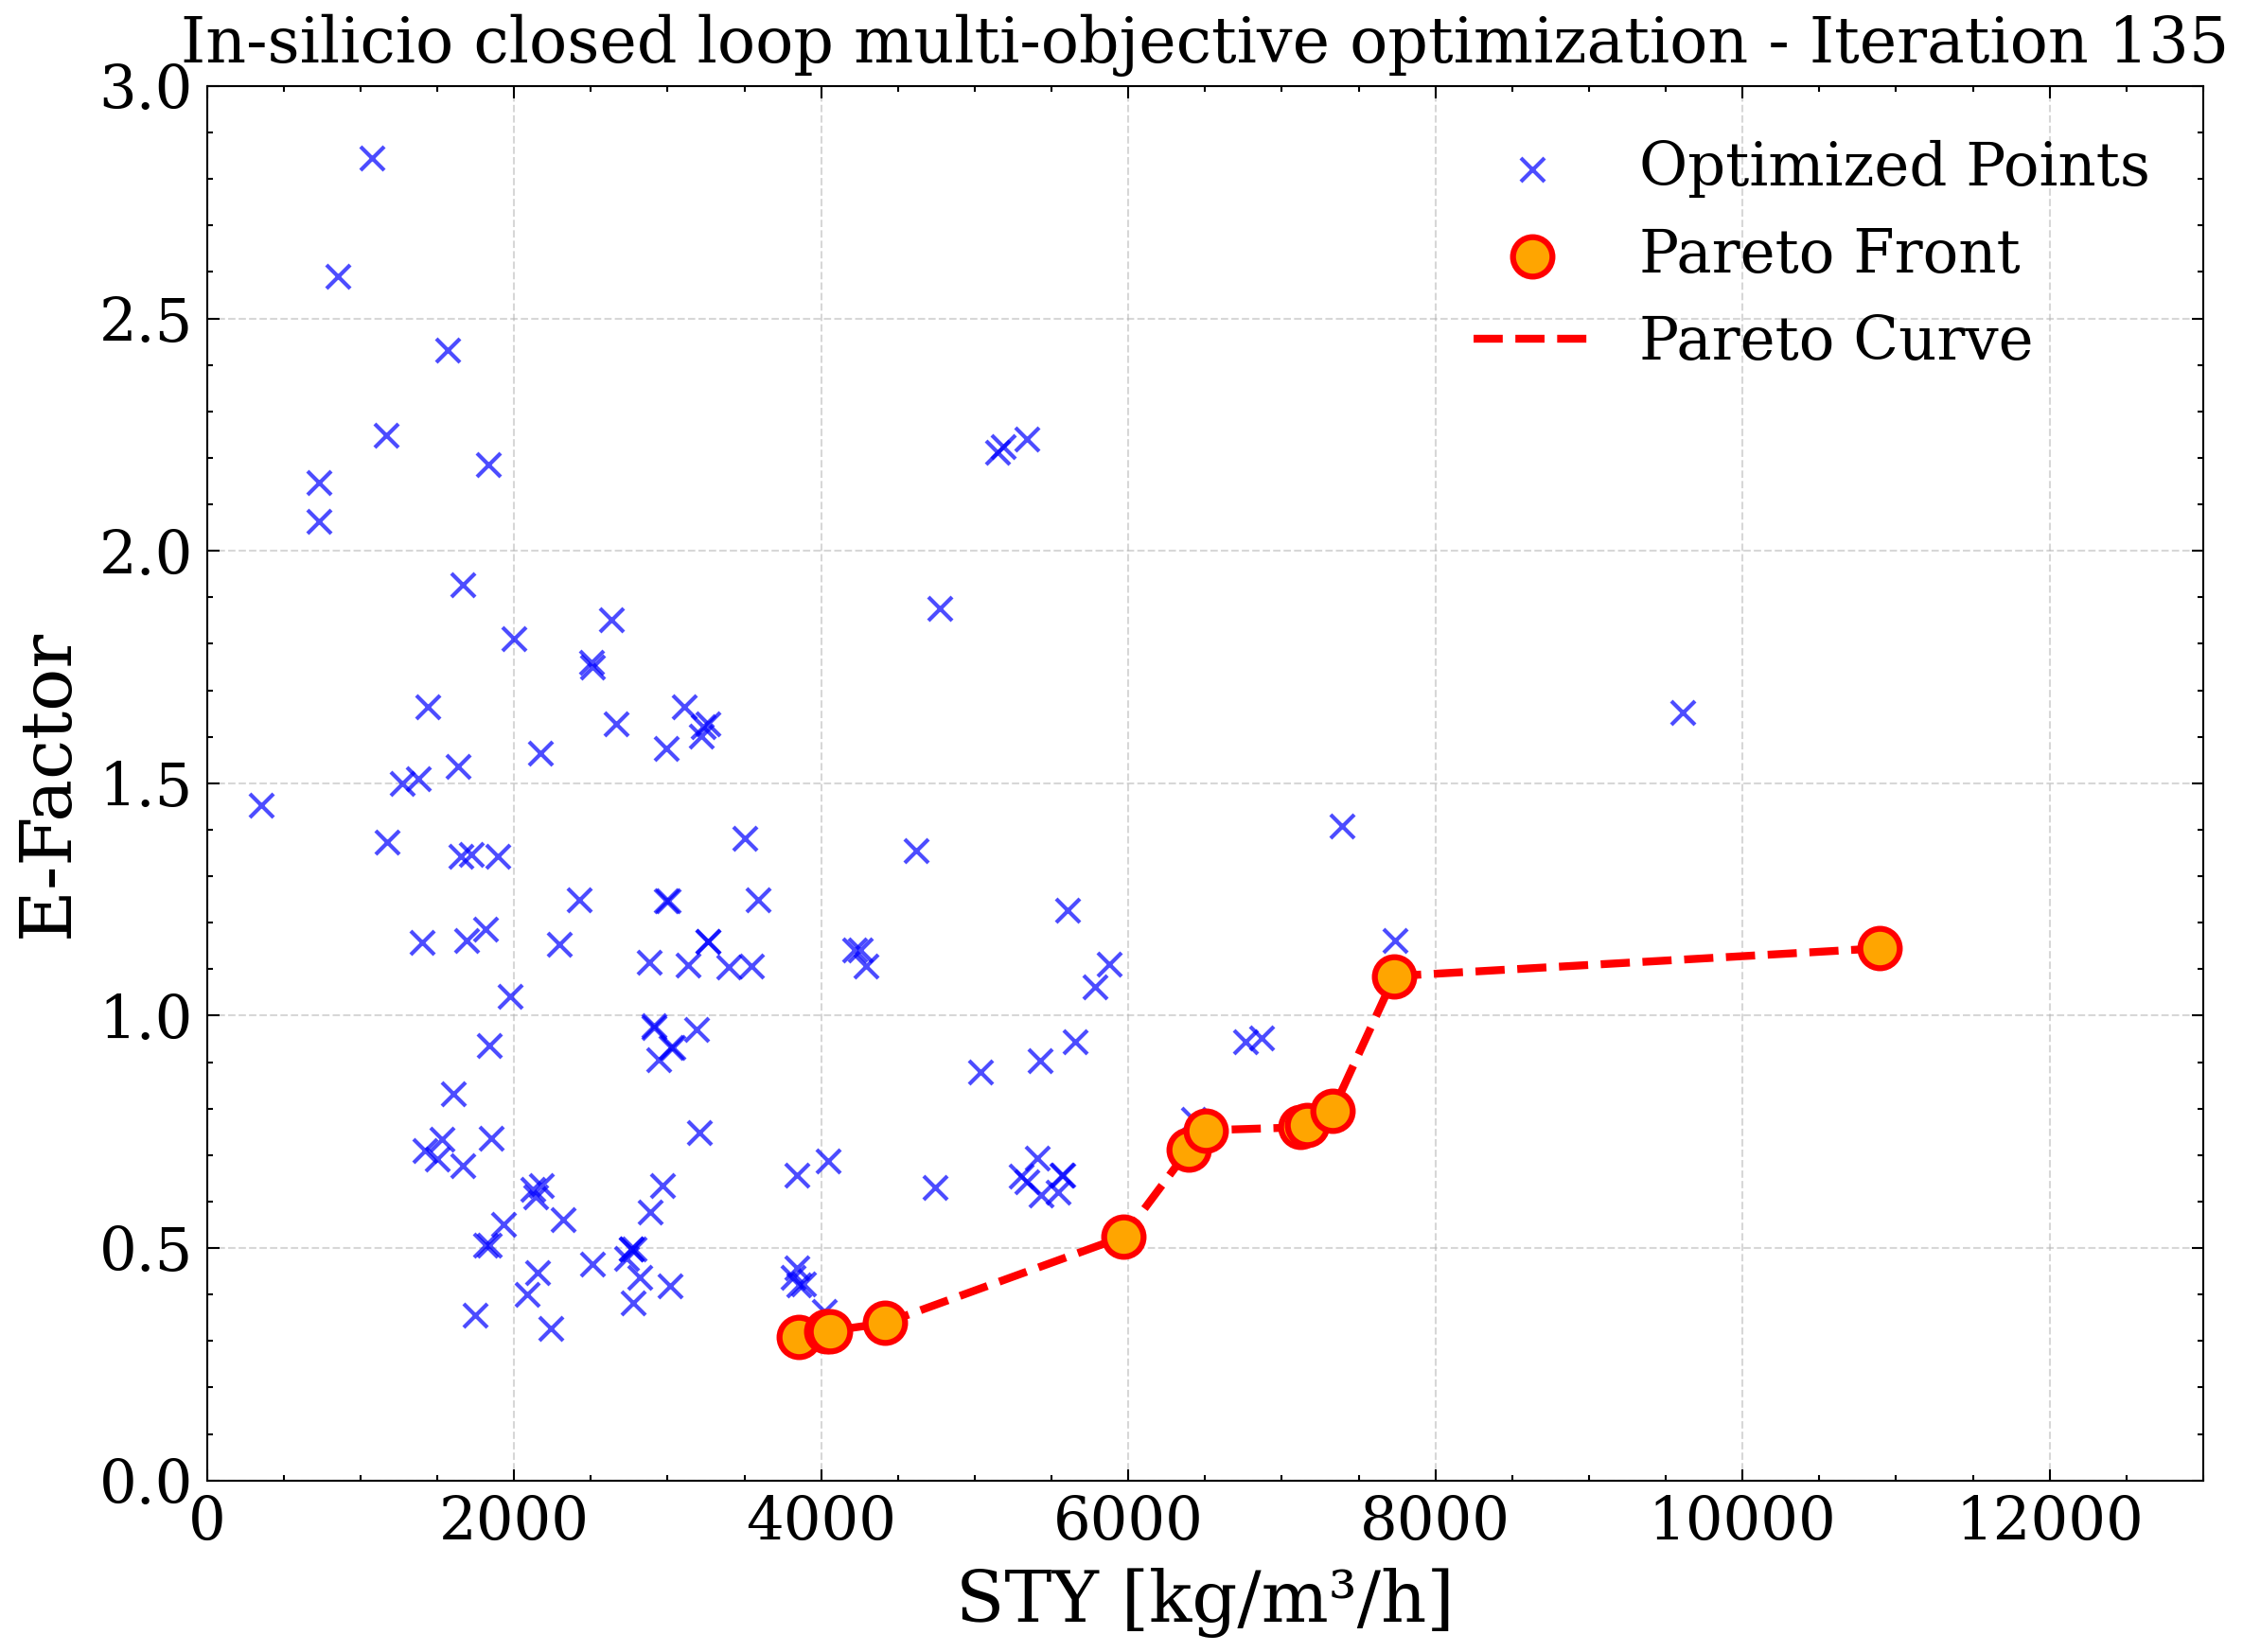 In-silicio closed loop multi-objective optimization - Iteration 135
3.0
2.5
2.0
1.5
1.0
0.5
0.0
E-Factor
Optimized Points
Pareto Front
Pareto Curve
0 2000 4000 6000 8000 10000 12000
STY [kg/m³/h]